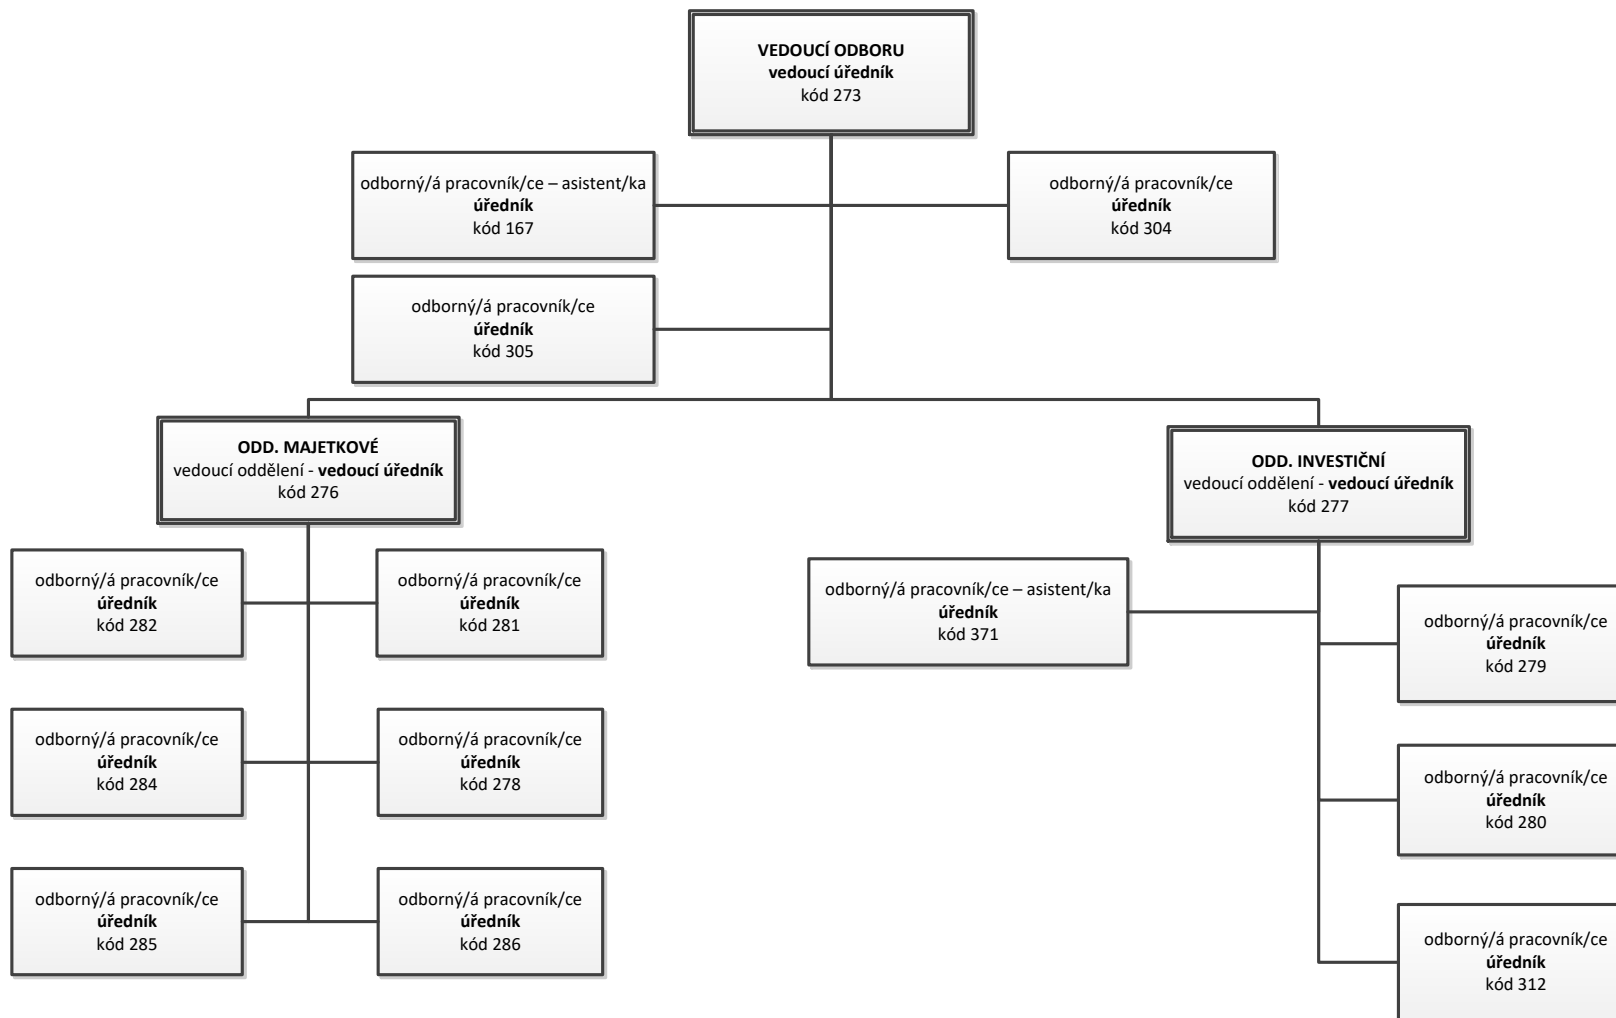 VEDOUCÍ ODBORU
vedoucí úředník
kód 273
odborný/á pracovník/ce – asistent/ka
úředník
kód 167
odborný/á pracovník/ce
úředník
kód 304
odborný/á pracovník/ce
úředník
kód 305
ODD. MAJETKOVÉ
vedoucí oddělení - vedoucí úředník
kód 276
ODD. INVESTIČNÍ
vedoucí oddělení - vedoucí úředník
kód 277
odborný/á pracovník/ce
úředník
kód 282
odborný/á pracovník/ce
úředník
kód 281
odborný/á pracovník/ce – asistent/ka
úředník
kód 371
odborný/á pracovník/ce
úředník
kód 279
odborný/á pracovník/ce
úředník
kód 284
odborný/á pracovník/ce
úředník
kód 278
odborný/á pracovník/ce
úředník
kód 280
odborný/á pracovník/ce
úředník
kód 285
odborný/á pracovník/ce
úředník
kód 286
odborný/á pracovník/ce
úředník
kód 312